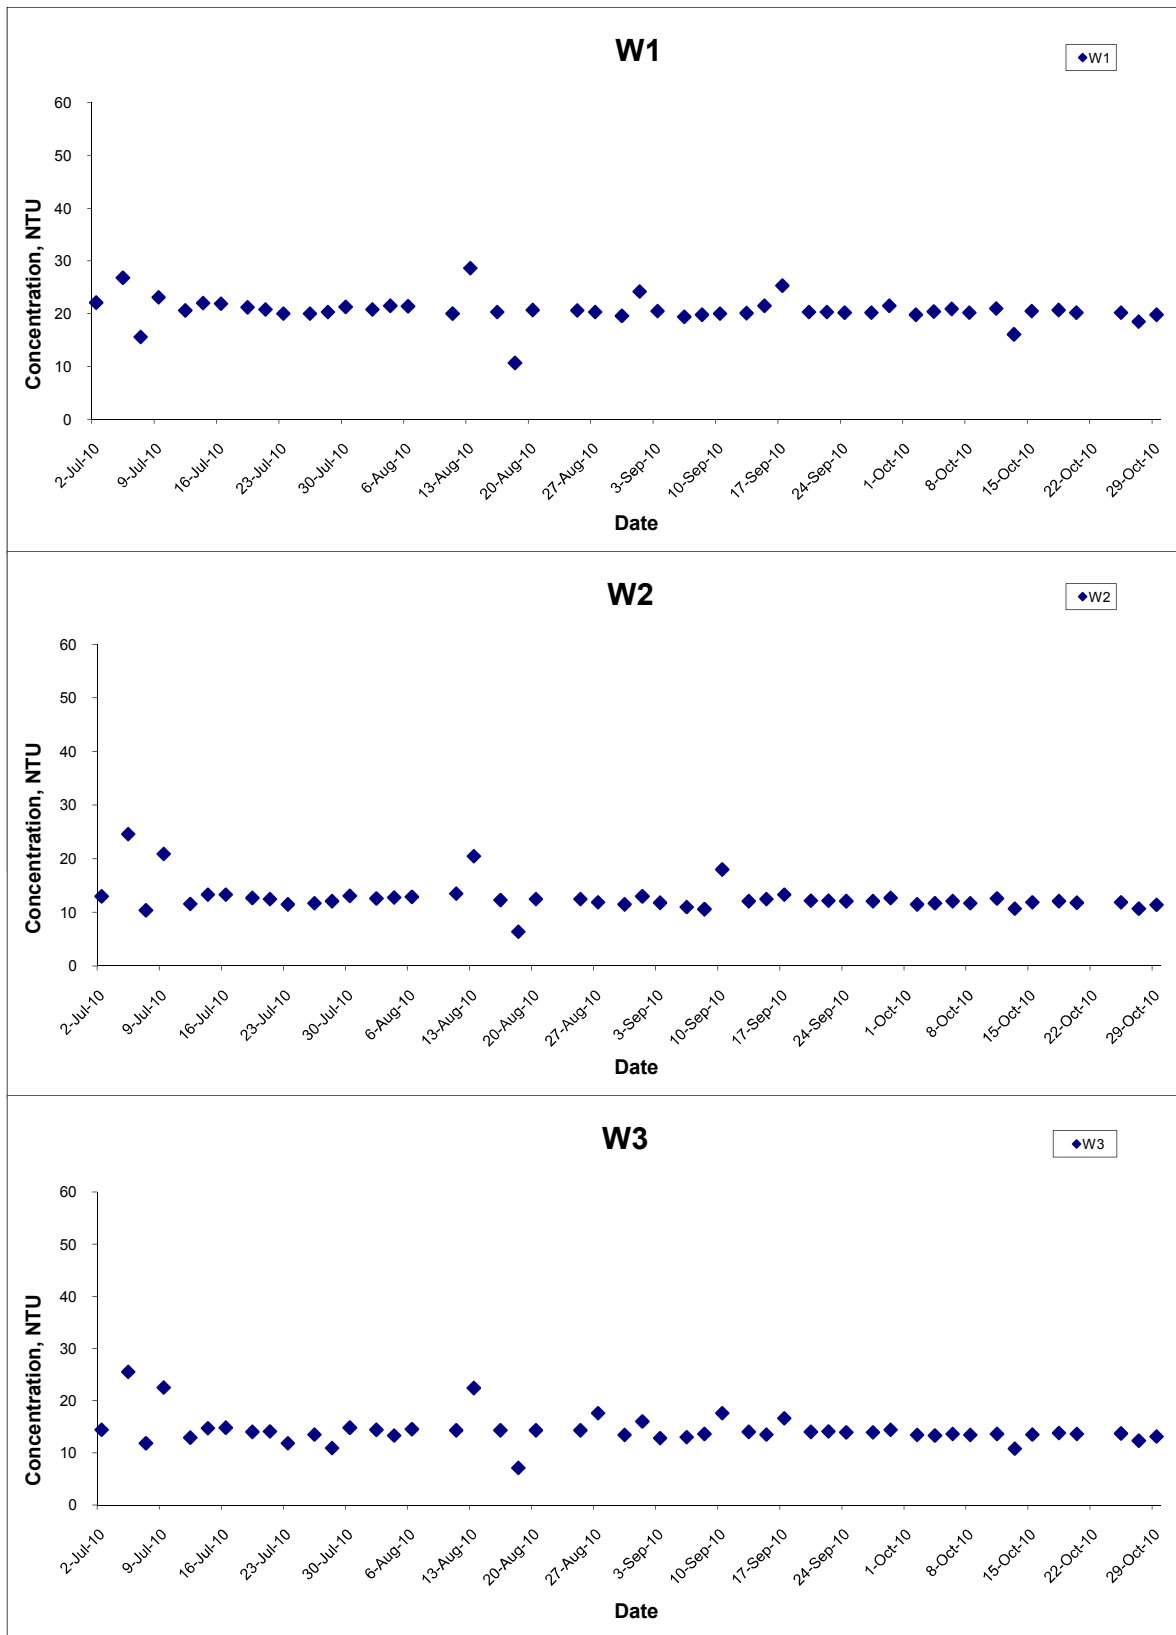 W1
W1
60
50
40
30
20
10
0
Concentration, NTU
2-Jul-10 9-Jul-10 16-Jul-10 23-Jul-10 30-Jul-10 6-Aug-10 13-Aug-10 20-Aug-10 27-Aug-10 3-Sep-10 10-Sep-10 17-Sep-10 24-Sep-10 1-Oct-10 8-Oct-10 15-Oct-10 22-Oct-10 29-Oct-10
Date
W2
W2
60
50
40
30
20
10
0
Concentration, NTU
2-Jul-10 9-Jul-10 16-Jul-10 23-Jul-10 30-Jul-10 6-Aug-10 13-Aug-10 20-Aug-10 27-Aug-10 3-Sep-10 10-Sep-10 17-Sep-10 24-Sep-10 1-Oct-10 8-Oct-10 15-Oct-10 22-Oct-10 29-Oct-10
Date
W3
W3
60
50
40
30
20
10
0
Concentration, NTU
2-Jul-10 9-Jul-10 16-Jul-10 23-Jul-10 30-Jul-10 6-Aug-10 13-Aug-10 20-Aug-10 27-Aug-10 3-Sep-10 10-Sep-10 17-Sep-10 24-Sep-10 1-Oct-10 8-Oct-10 15-Oct-10 22-Oct-10 29-Oct-10
Date